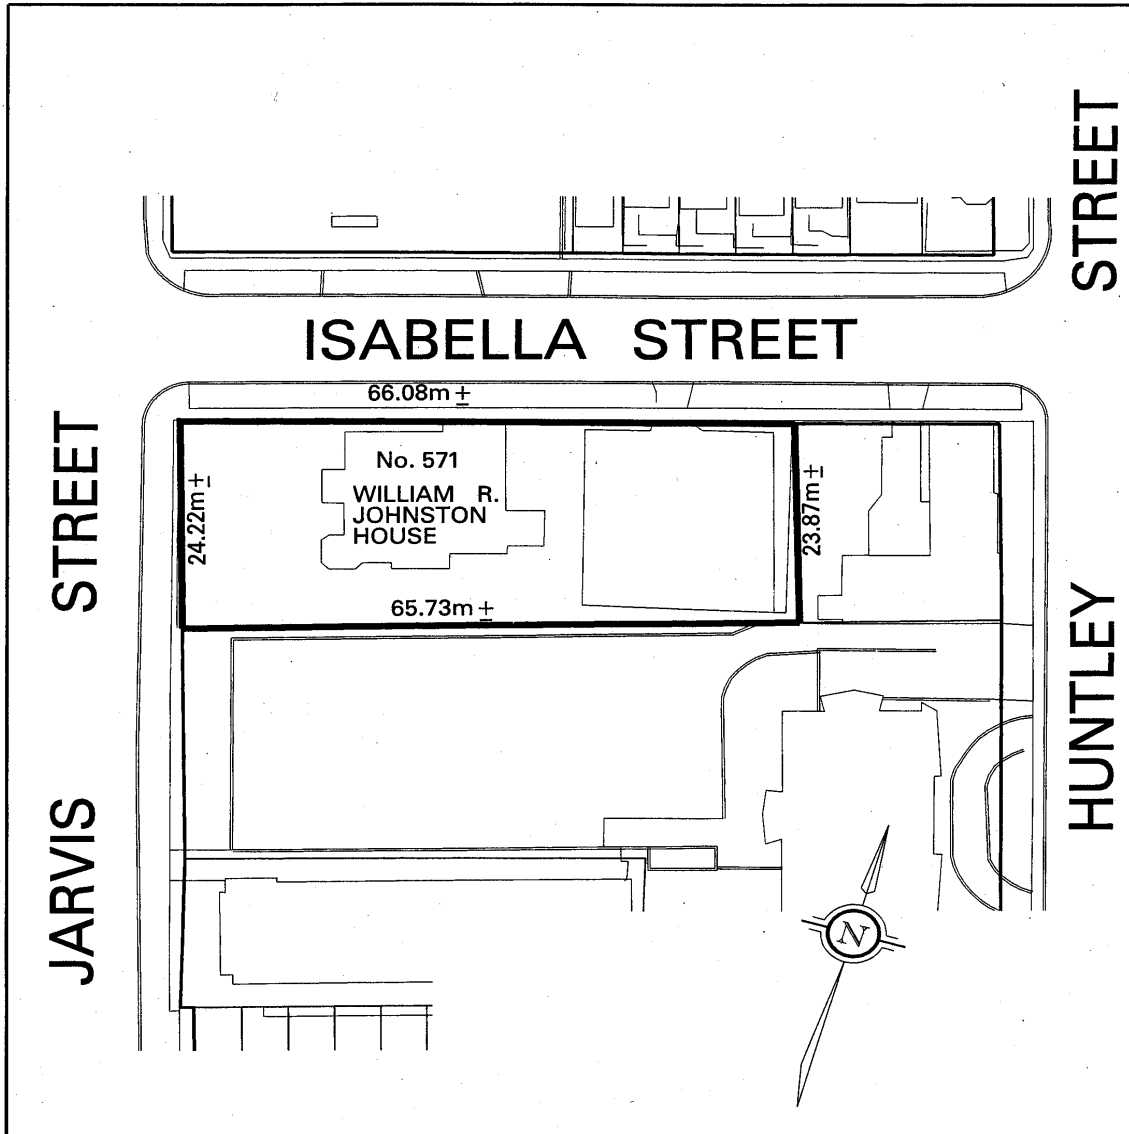 STREET
ISABELLA STREET
66.08m ±
STREET
No. 571
WILLIAM R.
JOHNSTON
HOUSE
24.22m ±
23.87m ±
65.73m ±
HUNTLEY
JARVIS
N